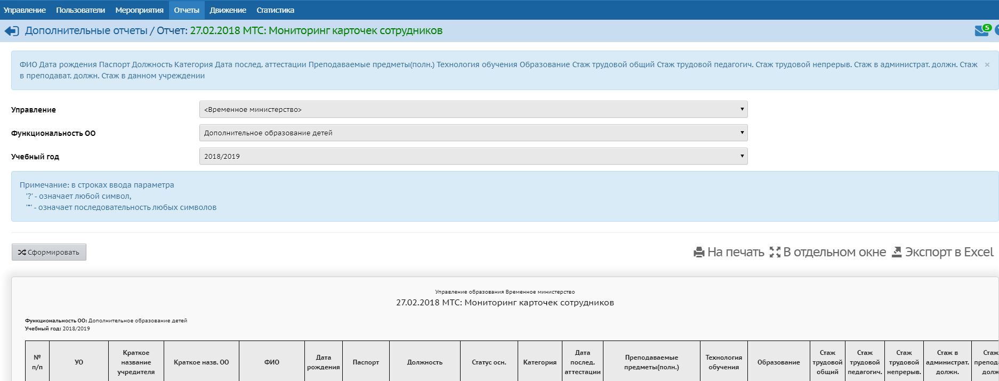 Управление Пользователи Мероприятия Отчеты Движение Статистика
Дополнительные отчеты / Отчет: 27.02.2018 МТС: Мониторинг карточек сотрудников
5
ФИО Дата рождения Паспорт Должность Категория Дата послед. аттестации Преподаваемые предметы(полн.) Технология обучения Образование Стаж трудовой общий Стаж трудовой педагогич. Стаж трудовой непрерыв. Стаж в администрат. должн. Стаж ×
в преподават. должн. Стаж в данном учреждении
Управление <Временное министерство>
Функциональность ОО Дополнительное образование детей
Учебный год 2018/2019
Примечание: в строках ввода параметра
'?' - означает любой символ,
'*' - означает последовательность любых символов
Сформировать На печать В отдельном окне Экспорт в Excel
Управление образования Временное министерство
27.02.2018 МТС: Мониторинг карточек сотрудников
Функциональность ОО: Дополнительное образование детей
Учебный год: 2018/2019
№
п/п
УО
Краткое
название
учредителя
Краткое назв. ОО
ФИО
Дата
рождения
Паспорт
Должность
Статус осн.
Категория
Дата
послед.
аттестации
Преподаваемые
предметы(полн.)
Технология
обучения
Образование
Стаж
трудовой
общий
Стаж
трудовой
педагогич.
Стаж
трудовой
непрерыв.
Стаж в
администрат.
должн.
Стаж
препода
должн